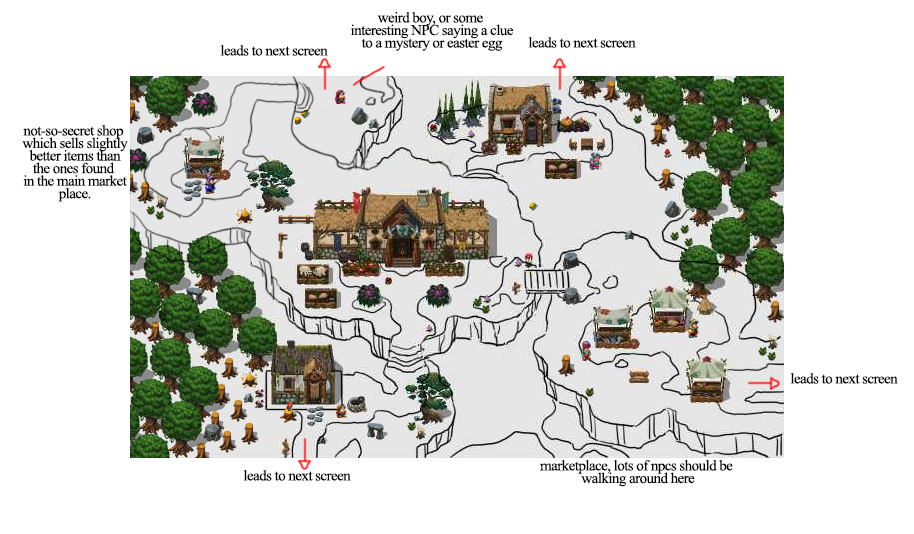 weird boy, or some
interesting NPC saying a clue
to a mystery or easter egg
leads to next screen
leads to next screen
not-so-secret shop
which sells slightly
better items than
the ones found
in the main market
place.
leads to next screen
marketplace, lots of npcs should be
walking around here
leads to next screen